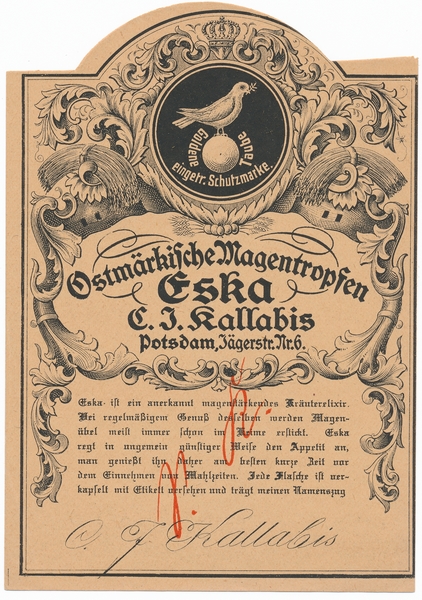 Goldene Taube
eingetr. Schutzmarke.
Ostmärkische Magentropfen
Eska
C. J. Kallabis
Potsdam, Jägerstr. Nr. 6.
Eska ist ein anerkannt magenstärkendes Kräuterelixir.
Bei regelmäßigem Genuß desselben werden Magen-
übel meist immer schon im Keime erstickt. Eska
regt in ungemein günstiger Weise den Appetit an,
man genießt ihn daher am besten kurze Zeit vor
dem Einnehmen von Mahlzeiten. Jede Flasche ist ver-
kapselt mit Etikett versehen und trägt meinen Namenszug
C. J. Kallabis